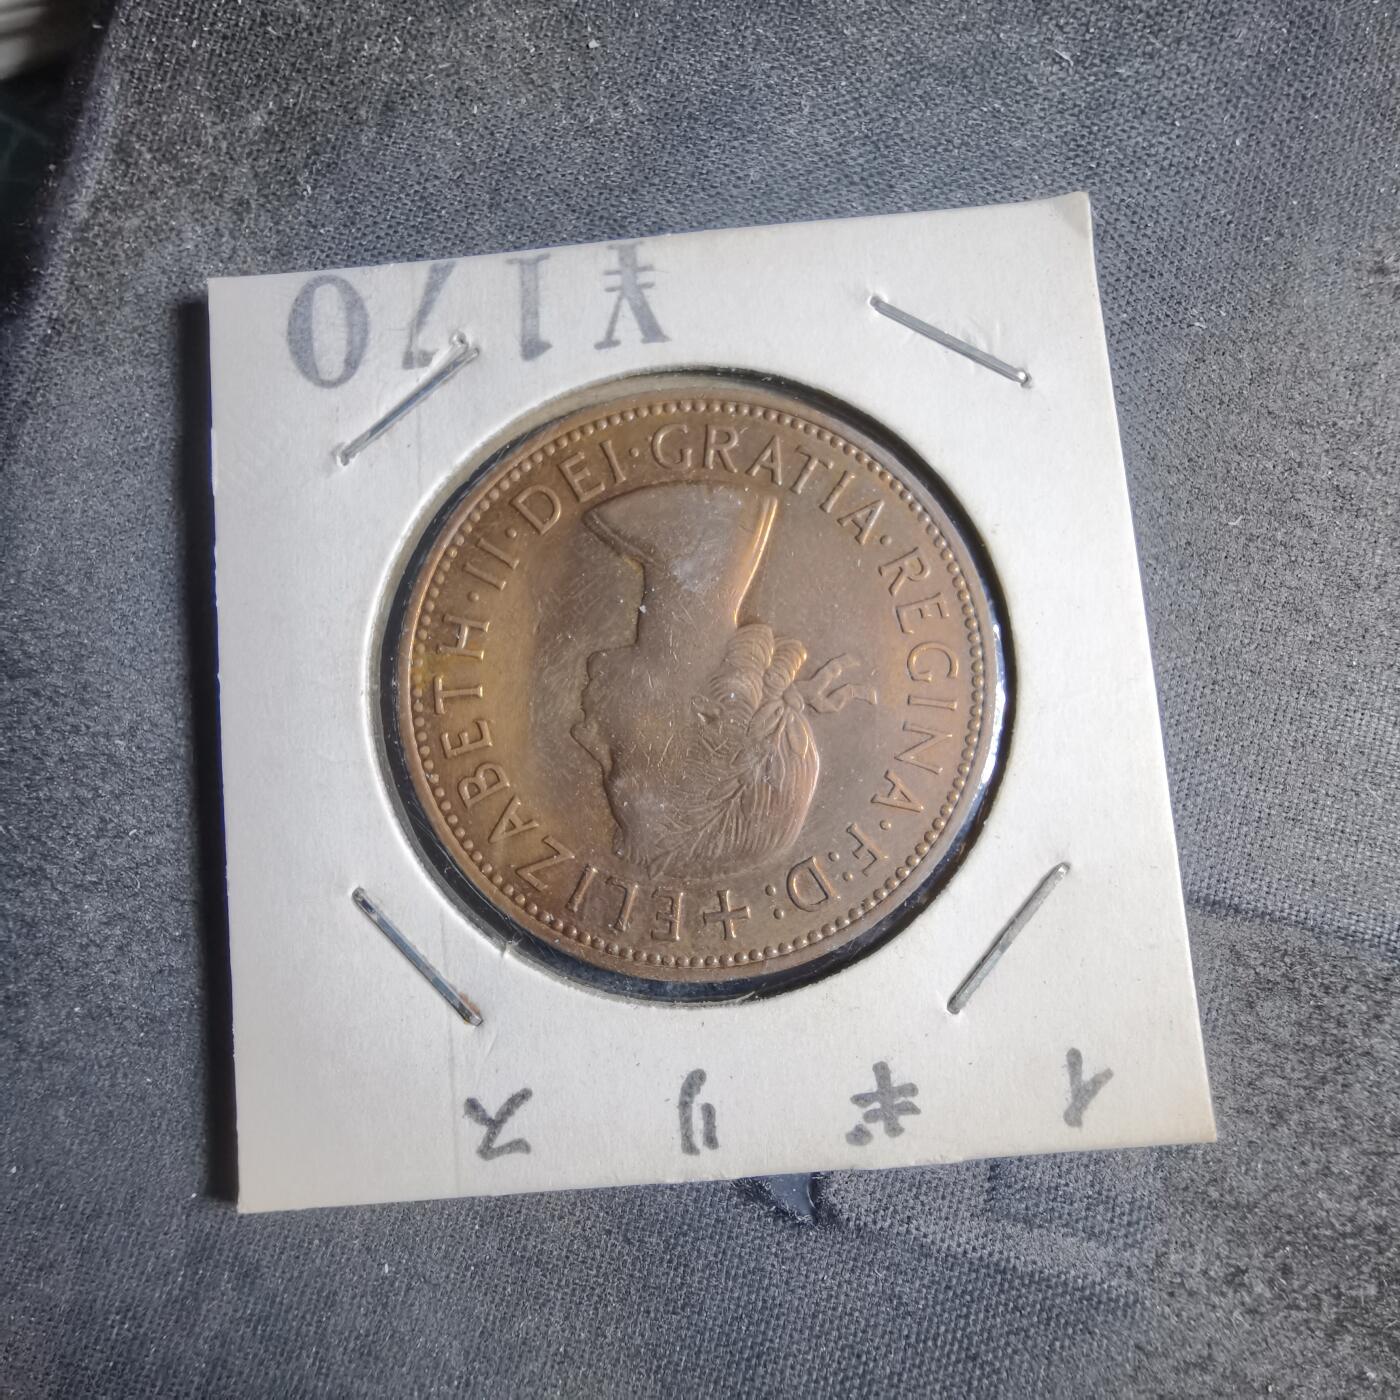 イギリス
+ELIZABETH·II·DEI·GRATIA·REGINA·F:D:
¥170